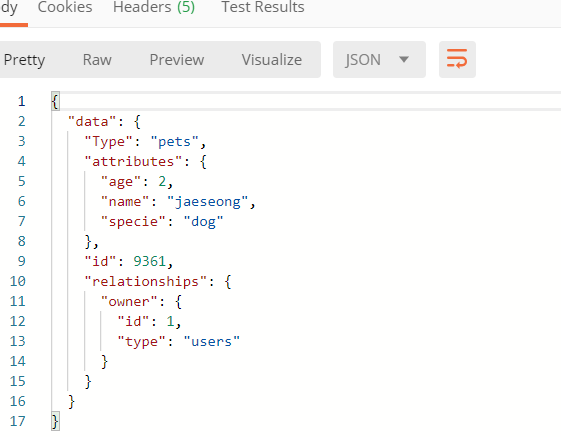 dy Cookies Headers (5) Test Results
Pretty Raw Preview Visualize JSON
1 {
2 "data": {
3 "Type": "pets",
4 "attributes": {
5 "age": 2,
6 "name": "jaeseong",
7 "specie": "dog"
8 },
9 "id": 9361,
10 "relationships": {
11 "owner": {
12 "id": 1,
13 "type": "users"
14 }
15 }
16 }
17 }